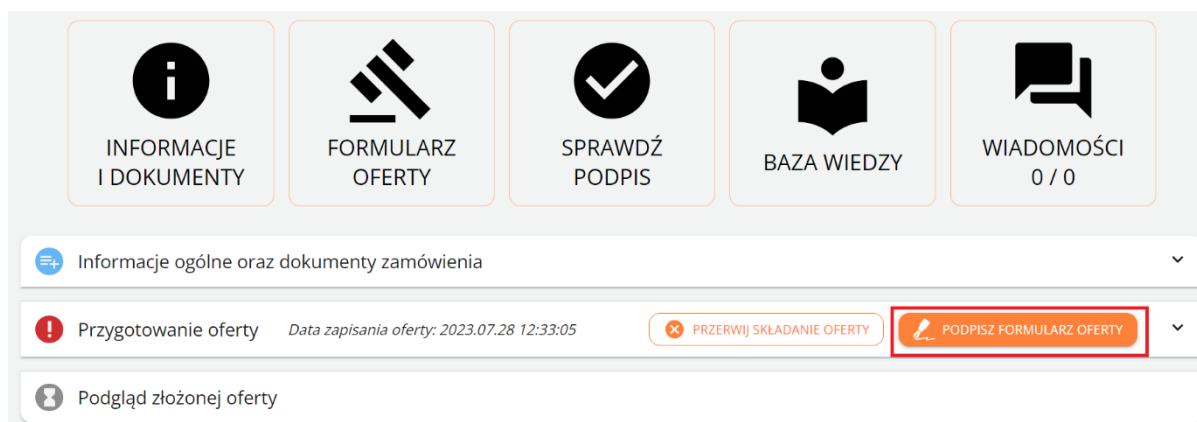 INFORMACJE
I DOKUMENTY
FORMULARZ
OFERTY
SPRAWDŹ
PODPIS
BAZA WIEDZY
WIADOMOŚCI
0 / 0
Informacje ogólne oraz dokumenty zamówienia
Przygotowanie oferty Data zapisania oferty: 2023.07.28 12:33:05 PRZERWIJ SKŁADANIE OFERTY PODPISZ FORMULARZ OFERTY
Podgląd złożonej oferty